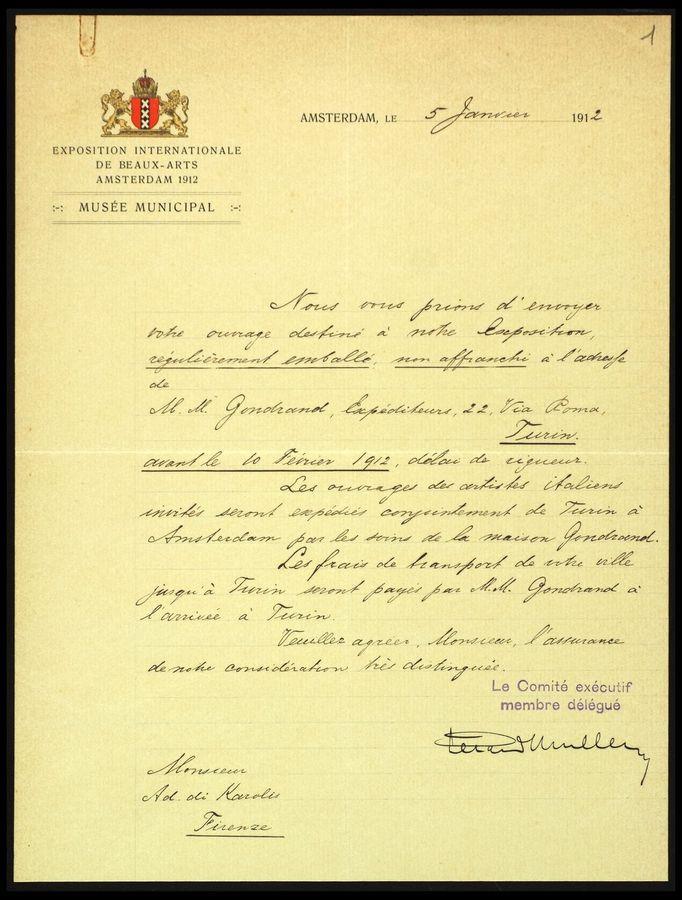 1
AMSTERDAM, LE 5 Janvier 1912
EXPOSITION INTERNATIONALE
DE BEAUX-ARTS
AMSTERDAM 1912
:-: MUSÉE MUNICIPAL :-:
Nous vous prions d'envoyer
votre ouvrage destiné à notre Exposition,
régulièrement emballé, non affranchi à l'adresse
de
M. M. Gondrand, Expéditeurs, 22, Via Roma,
Turin.
avant le 10 Février 1912, délai de rigueur.
Les ouvrages des artistes italiens
invités seront expédiés conjointement de Turin à
Amsterdam par les soins de la maison Gondrand.
Les frais de transport de votre ville
jusqu'à Turin seront payés par M.M. Gondrand à
l'arrivée à Turin.
Veuillez agréer, Monsieur, l'assurance
de notre considération très distinguée.
Le Comité exécutif
membre délégué
Monsieur
Ad. di Karolis
Firenze